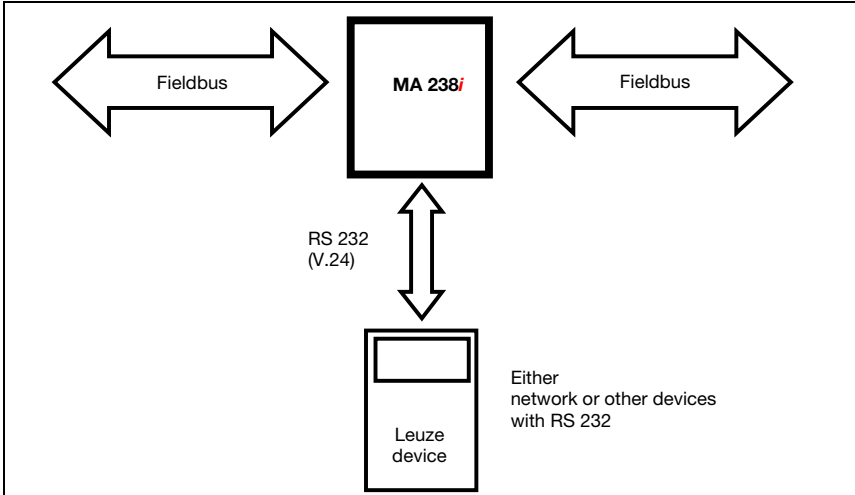 Fieldbus
MA 238i
Fieldbus
RS 232
(V.24)
Either
network or other devices
with RS 232
Leuze
device